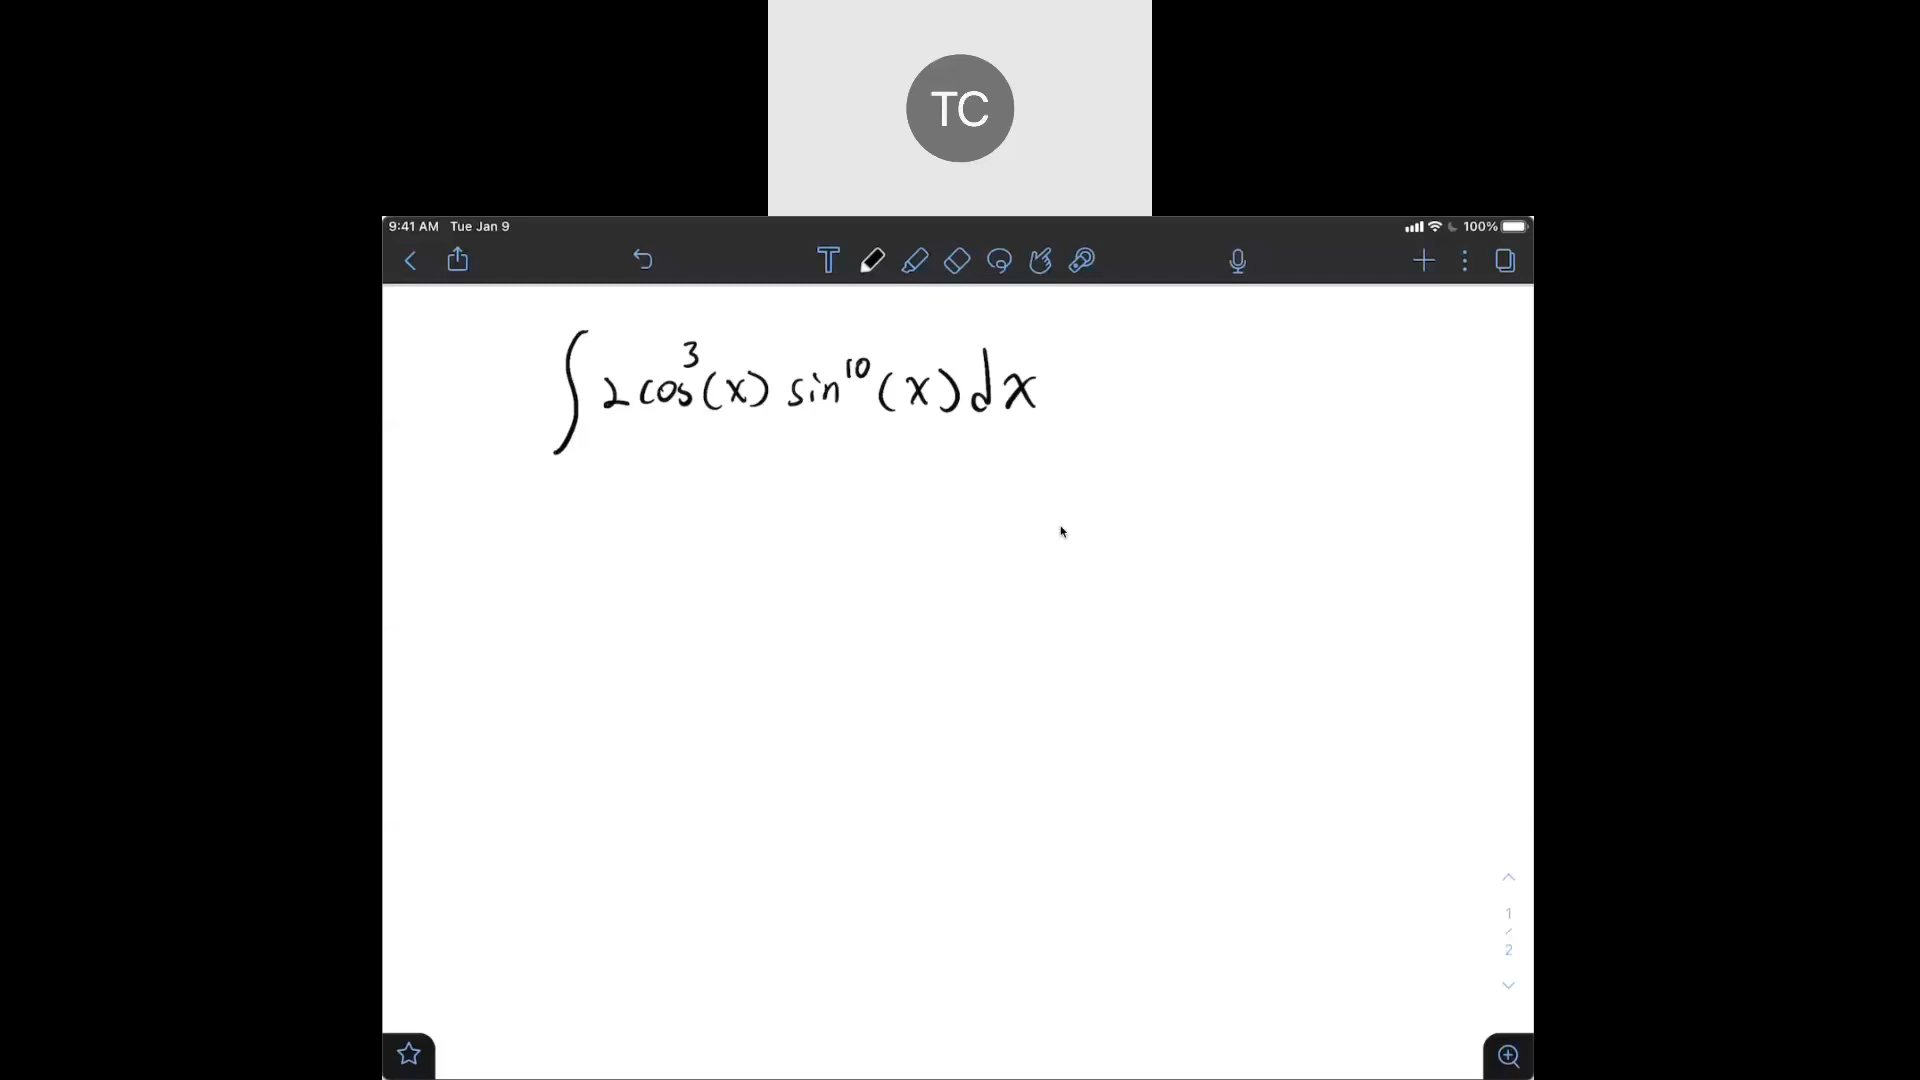 TC
9:41 AM Tue Jan 9 100%
T
∫ 2 cos³(x) sin¹⁰(x) dx
1
/
2